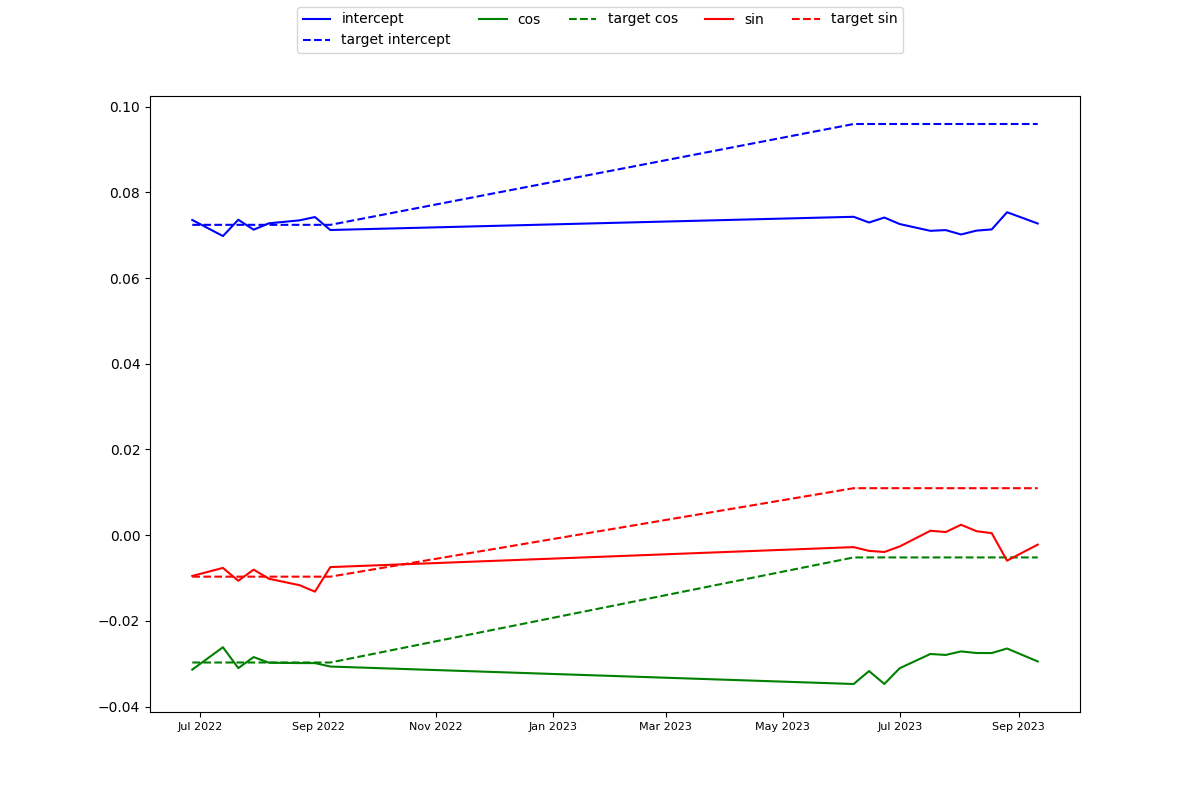 intercept cos target cos sin target sin
target intercept
0.10
0.08
0.06
0.04
0.02
0.00
−0.02
−0.04
Jul 2022 Sep 2022 Nov 2022 Jan 2023 Mar 2023 May 2023 Jul 2023 Sep 2023